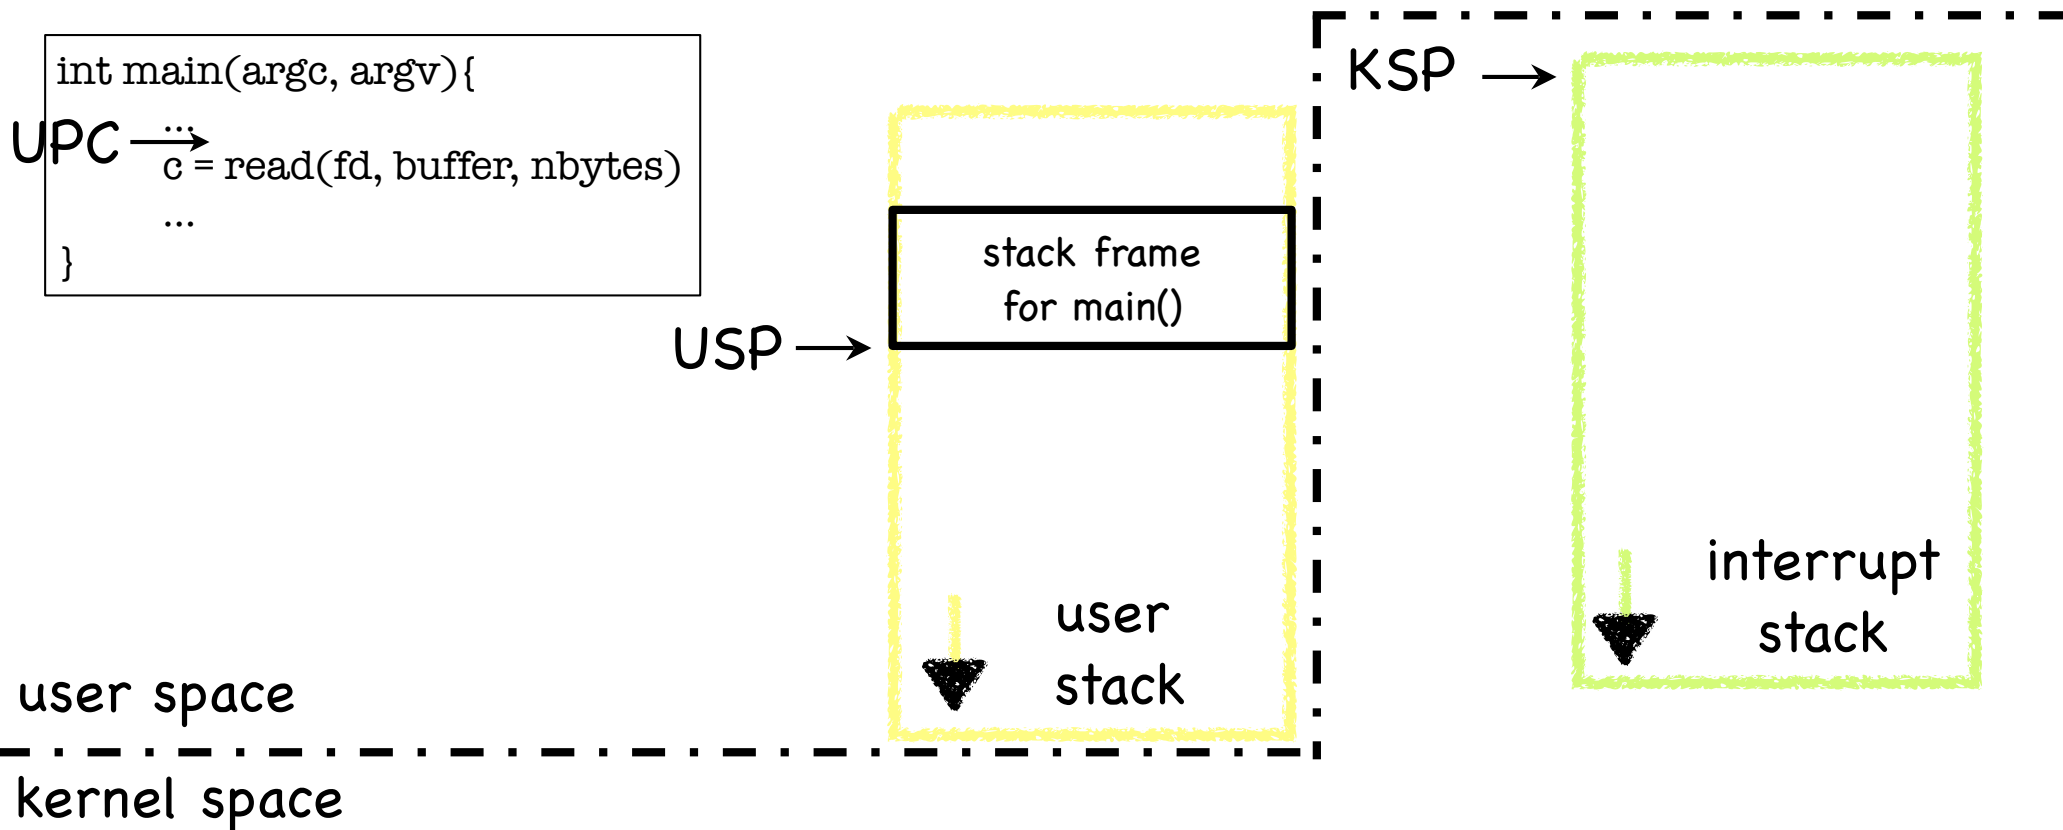 int main(argc, argv){
...
UPC
c = read(fd, buffer, nbytes)
...
}
USP
stack frame
for main()
user
stack
KSP
interrupt
stack
user space
kernel space